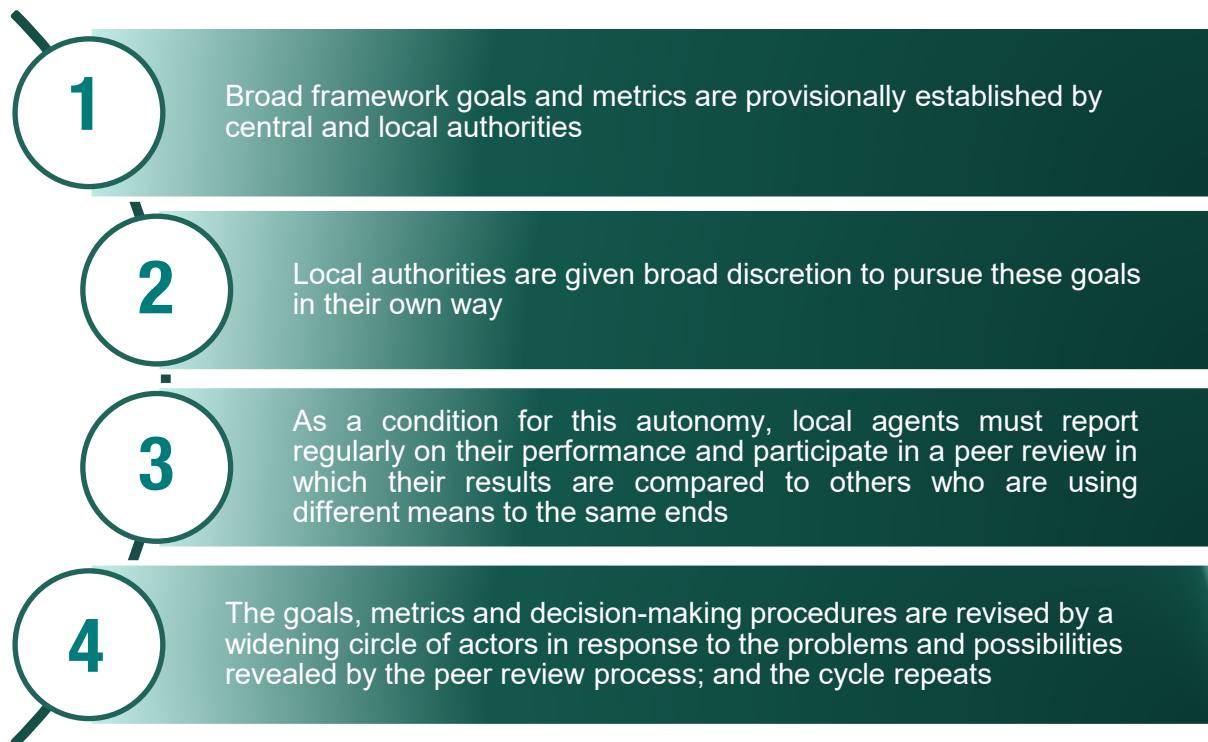 1
Broad framework goals and metrics are provisionally established by
central and local authorities
2
Local authorities are given broad discretion to pursue these goals
in their own way
3
As a condition for this autonomy, local agents must report
regularly on their performance and participate in a peer review in
which their results are compared to others who are using
different means to the same ends
4
The goals, metrics and decision-making procedures are revised by a
widening circle of actors in response to the problems and possibilities
revealed by the peer review process; and the cycle repeats